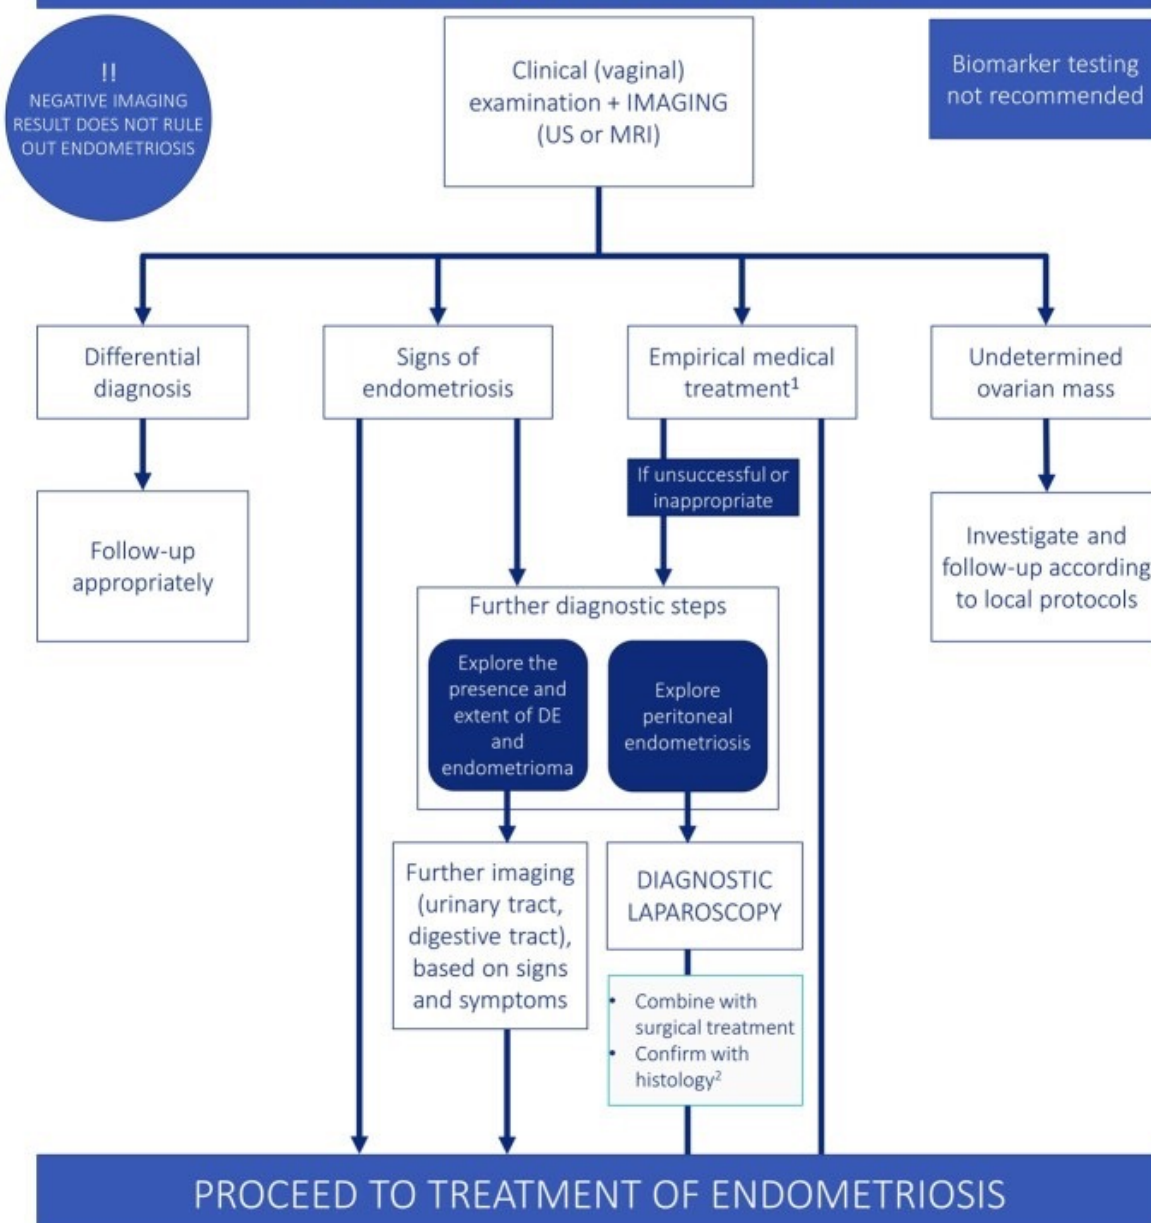 !!
NEGATIVE IMAGING
RESULT DOES NOT RULE
OUT ENDOMETRIOSIS
Clinical (vaginal)
examination + IMAGING
(US or MRI)
Biomarker testing
not recommended
Differential
diagnosis
Signs of
endometriosis
Empirical medical
treatment¹
Undetermined
ovarian mass
If unsuccessful or
inappropriate
Follow-up
appropriately
Investigate and
follow-up according
to local protocols
Further diagnostic steps
Explore the
presence and
extent of DE
and
endometrioma
Explore
peritoneal
endometriosis
Further imaging
(urinary tract,
digestive tract),
based on signs
and symptoms
DIAGNOSTIC
LAPAROSCOPY
• Combine with
surgical treatment
• Confirm with
histology²
PROCEED TO TREATMENT OF ENDOMETRIOSIS